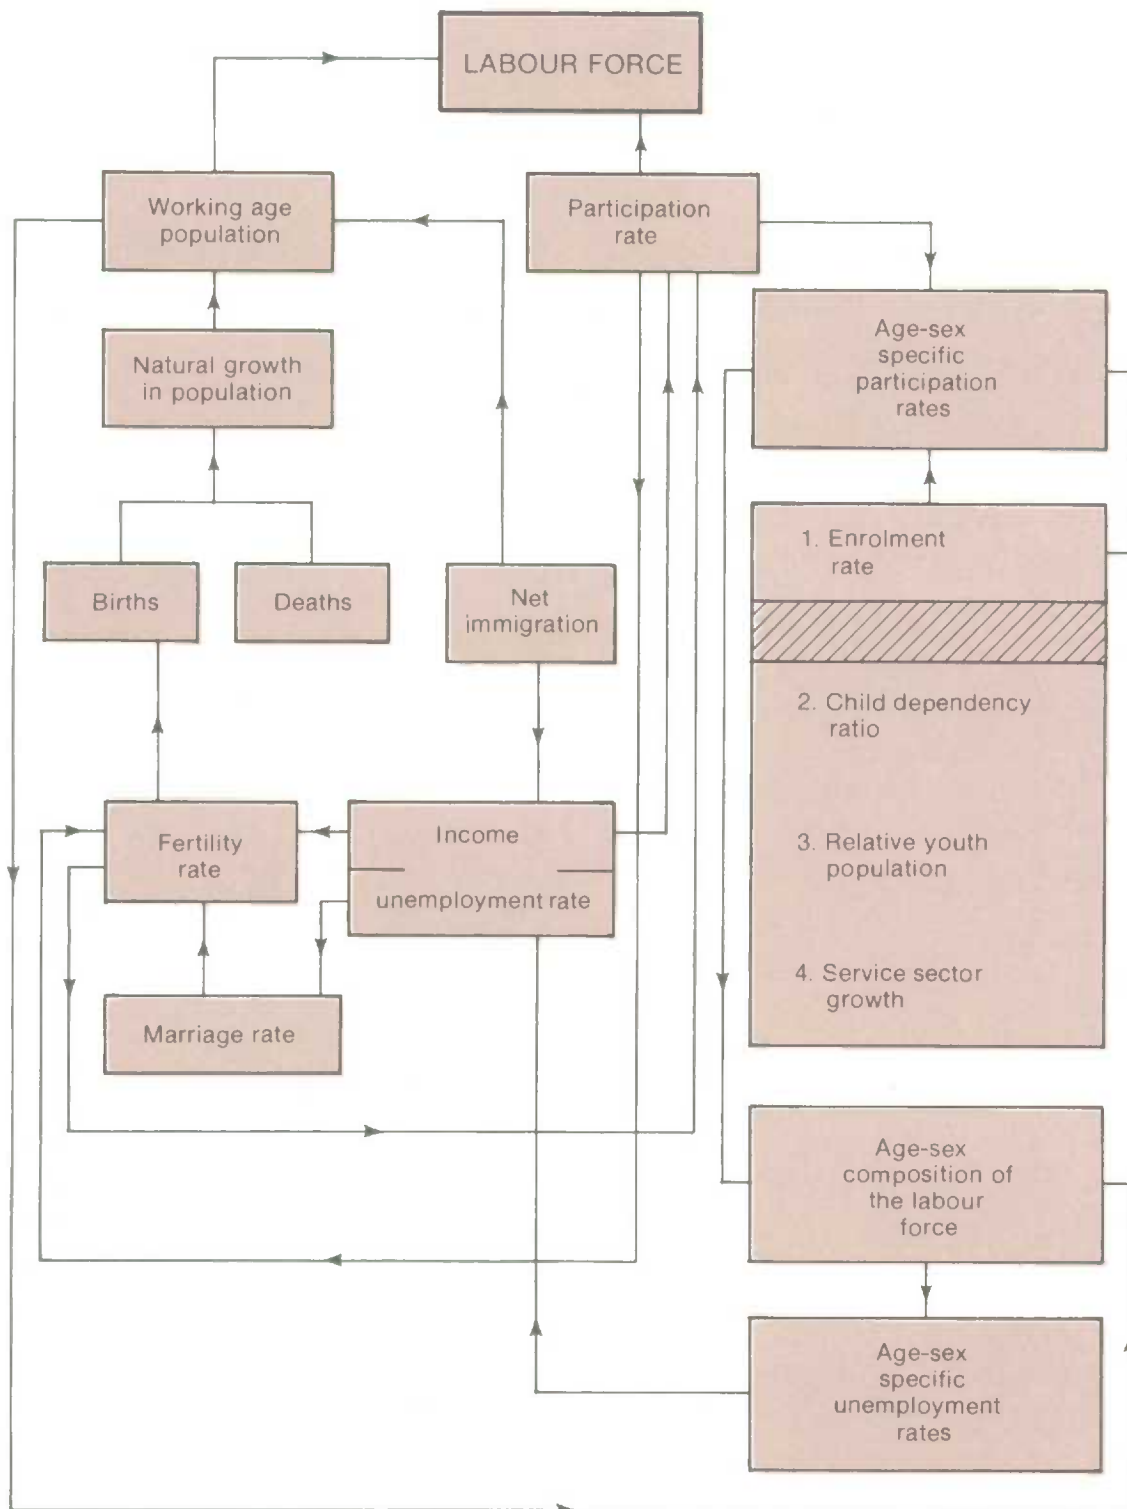 LABOUR FORCE
Working age
population
Participation
rate
Age-sex
specific
participation
rates
Natural growth
in population
1. Enrolment
rate
Births
Deaths
Net
immigration
2. Child dependency
ratio
Fertility
rate
Income
unemployment rate
3. Relative youth
population
4. Service sector
growth
Marriage rate
Age-sex
composition of
the labour
force
Age-sex
specific
unemployment
rates